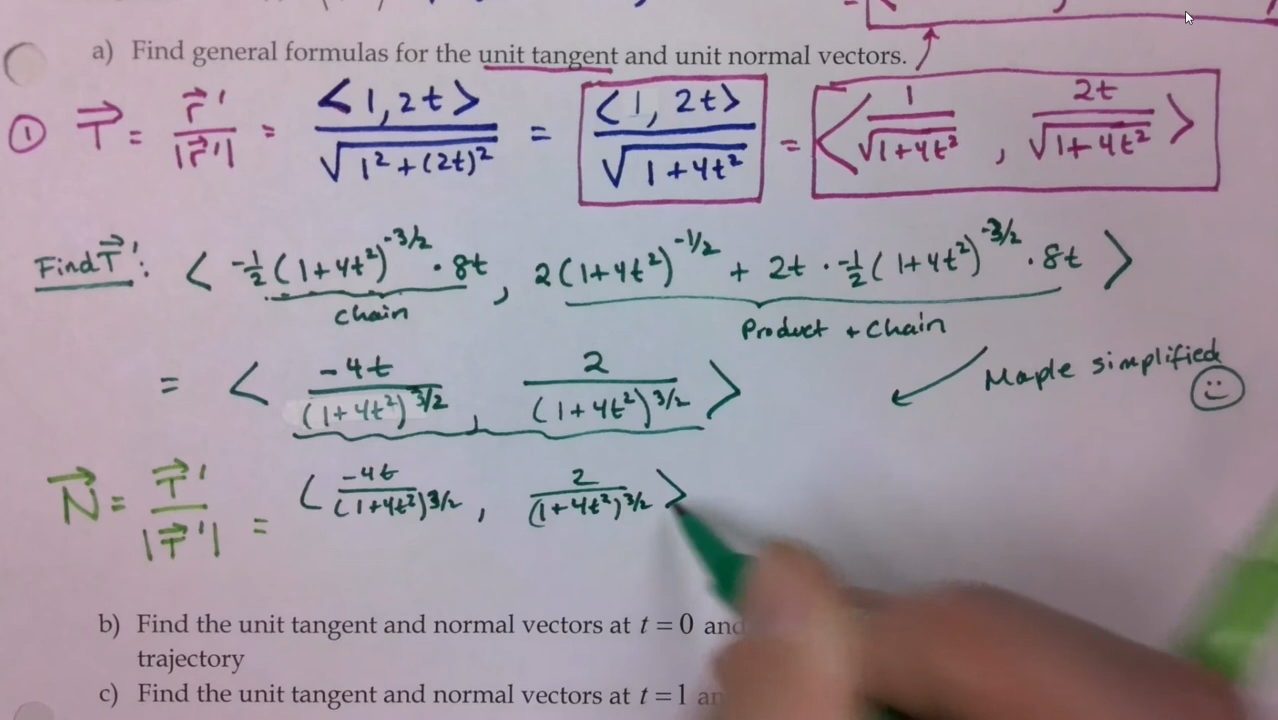 a) Find general formulas for the unit tangent and unit normal vectors.
① T⃗ = r⃗' / |r⃗'| = <1, 2t> / √(1² + (2t)²) = <1, 2t> / √(1+4t²) = < 1/√(1+4t²) , 2t/√(1+4t²) >
Find T⃗': < -½(1+4t²)^(-3/2) · 8t , 2(1+4t²)^(-1/2) + 2t · -½(1+4t²)^(-3/2) · 8t >
chain
Product + Chain
= < -4t/(1+4t²)^(3/2) , 2/(1+4t²)^(3/2) >
Maple simplified ☺
N⃗ = T⃗' / |T⃗'| = < -4t/(1+4t²)^(3/2) , 2/(1+4t²)^(3/2) >
b) Find the unit tangent and normal vectors at t = 0 and
trajectory
c) Find the unit tangent and normal vectors at t = 1